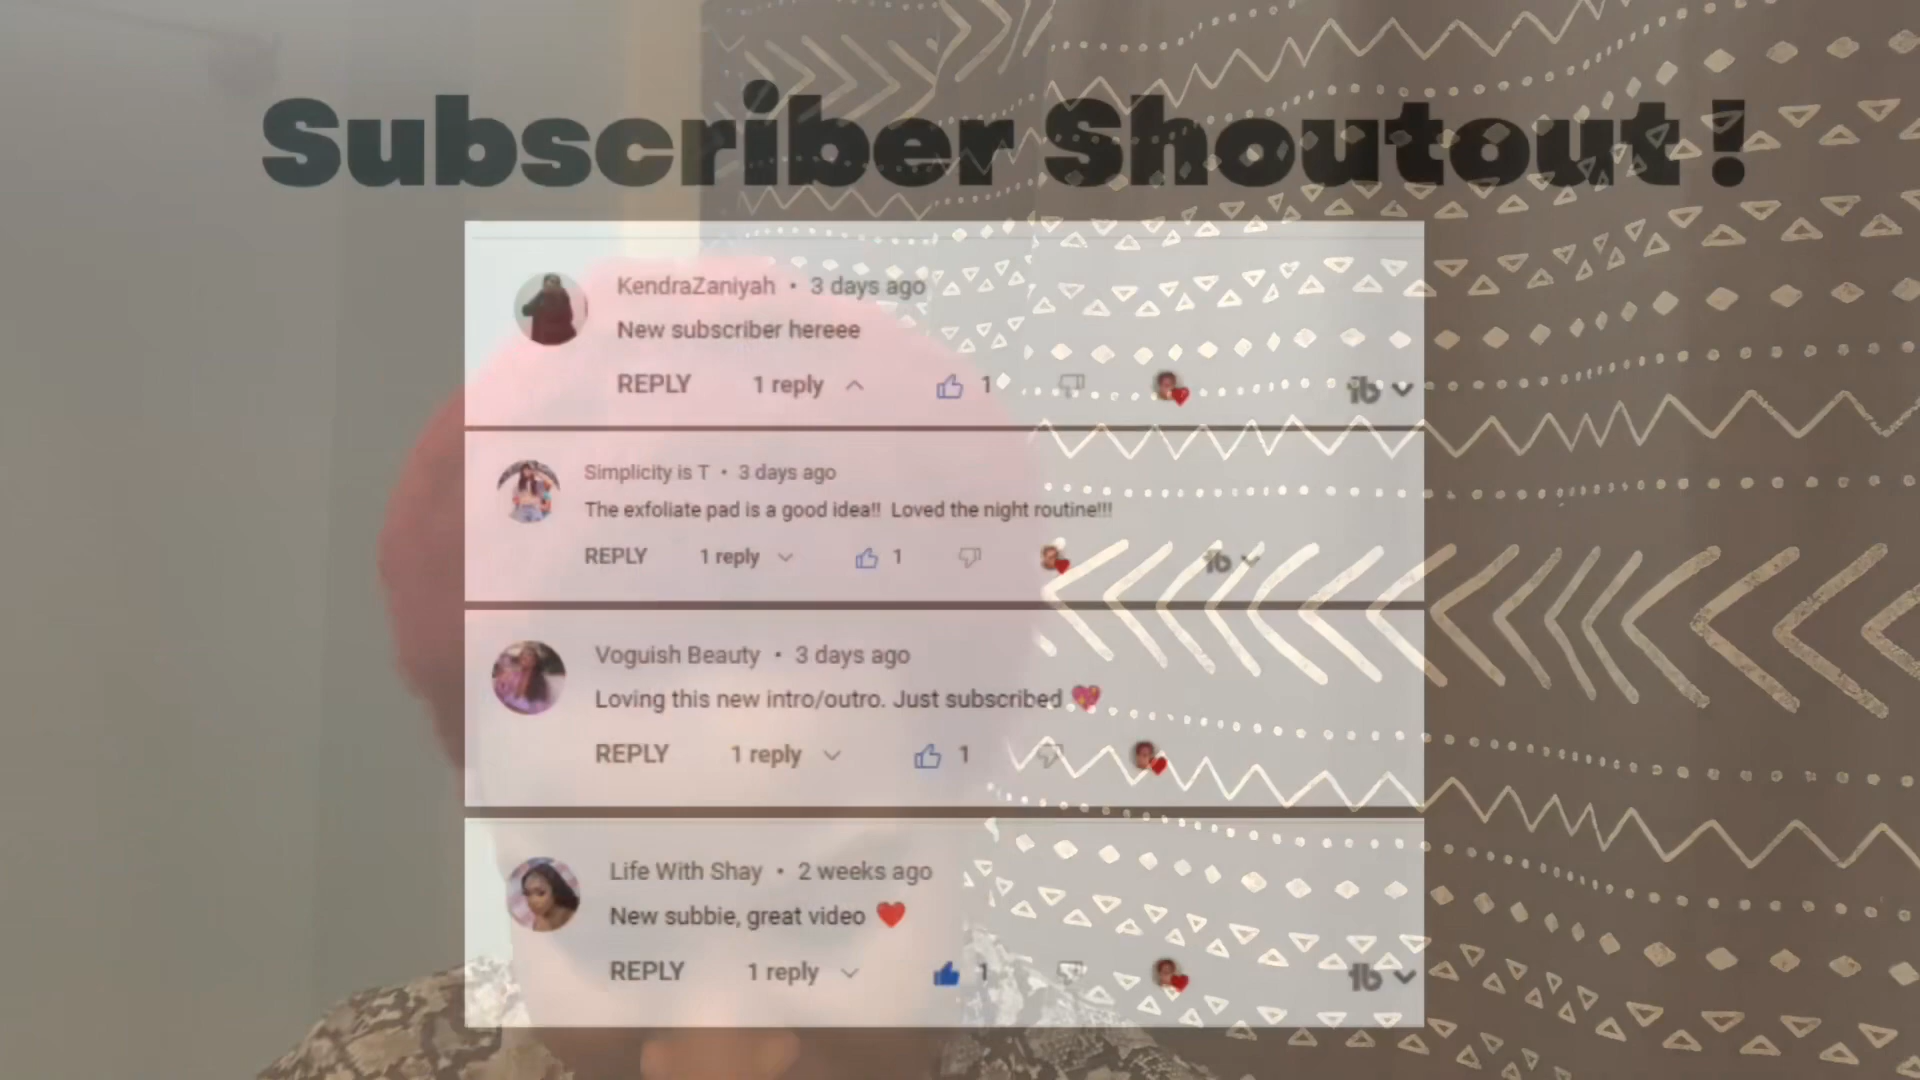 Subscriber Shoutout!
KendraZaniyah • 3 days ago
New subscriber hereee
REPLY 1 reply 1 tb
Simplicity is T • 3 days ago
The exfoliate pad is a good idea!! Loved the night routine!!!
REPLY 1 reply 1 tb
Voguish Beauty • 3 days ago
Loving this new intro/outro. Just subscribed 💖
REPLY 1 reply 1
Life With Shay • 2 weeks ago
New subbie, great video ❤️
REPLY 1 reply 1 tb